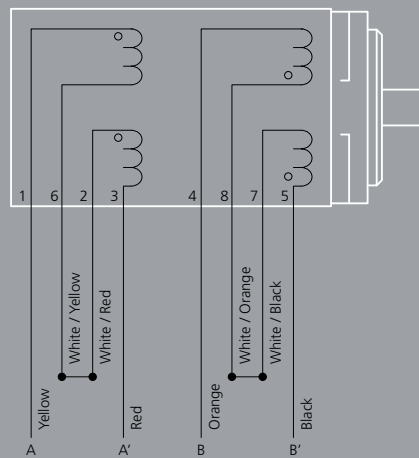 1 6 2 3 4 8 7 5
Yellow
White / Yellow
White / Red
Red
Orange
White / Orange
White / Black
Black
A A’ B B’